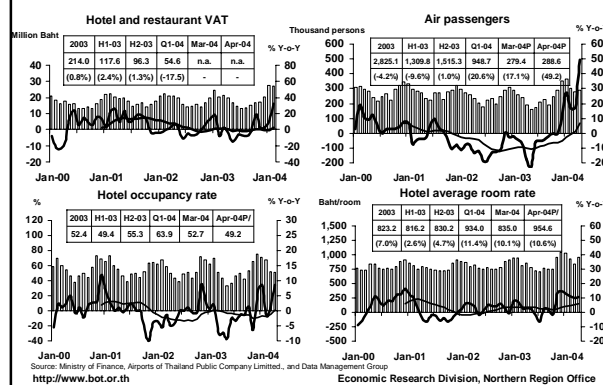 Hotel and restaurant VAT
Million Baht
% Y-o-Y
2003 H1-03 H2-03 Q1-04 Mar-04 Apr-04
214.0 117.6 96.3 54.6 n.a. n.a.
(0.8%) (2.4%) (1.3%) (-17.5) - -
40 80
30 60
20 40
10 20
0 0
-10 -20
-20 -40
Jan-00 Jan-01 Jan-02 Jan-03 Jan-04
Air passengers
Thousand persons
% Y-o-Y
2003 H1-03 H2-03 Q1-04 Mar-04P Apr-04P
2,825.1 1,309.8 1,515.3 948.7 279.4 288.6
(-4.2%) (-9.6%) (1.0%) (20.6%) (17.1%) (49.2)
600 60
500 50
400 40
300 30
200 20
100 10
0 0
-100 -10
-200 -20
Jan-00 Jan-01 Jan-02 Jan-03 Jan-04
Hotel occupancy rate
%
% Y-o-Y
2003 H1-03 H2-03 Q1-04 Mar-04 Apr-04P/
52.4 49.4 55.3 63.9 52.7 49.2
120 30
100 25
80 20
60 15
40 10
20 5
0 0
-20 -5
-40 -10
Jan-00 Jan-01 Jan-02 Jan-03 Jan-04
Hotel average room rate
Baht/room
% Y-o-Y
2003 H1-03 H2-03 Q1-04 Mar-04 Apr-04P/
823.2 816.2 830.2 934.0 835.0 954.6
(7.0%) (2.6%) (4.7%) (11.4%) (10.1%) (10.6%)
1,500 60
1,250 50
1,000 40
750 30
500 20
250 10
0 0
-250 -10
-500 -20
Jan-00 Jan-01 Jan-02 Jan-03 Jan-04
Source: Ministry of Finance, Airports of Thailand Public Company Limitted., and Data Management Group
http://www.bot.or.th
Economic Research Division, Northern Region Office